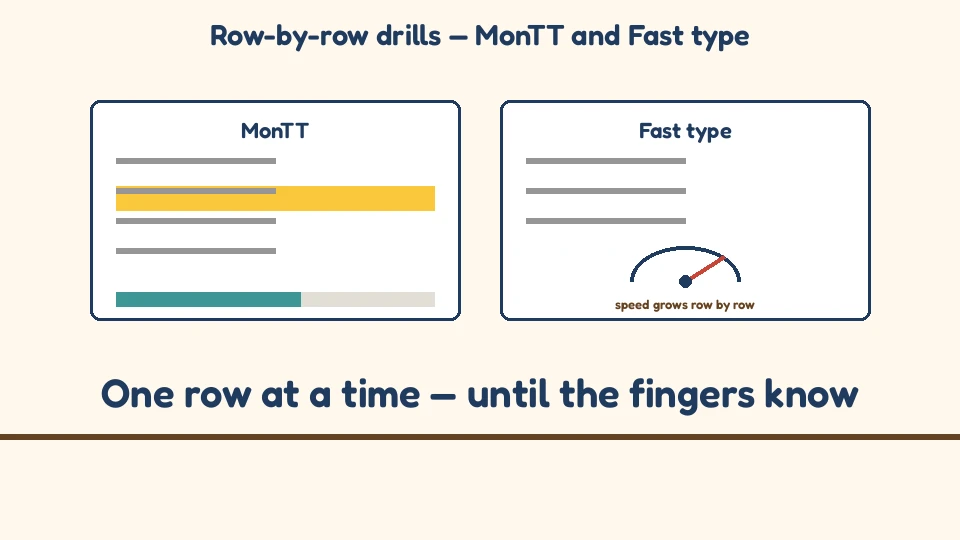 Row-by-row drills — MonTT and Fast type
MonTT
Fast type
speed grows row by row
One row at a time — until the fingers know